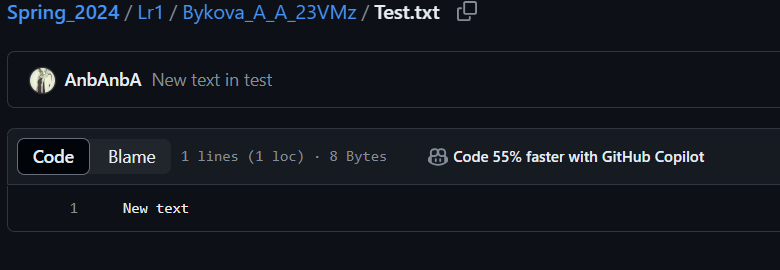 Spring_2024 / Lr1 / Bykova_A_A_23VMz / Test.txt
AnbAnbA New text in test
Code Blame 1 lines (1 loc) · 8 Bytes Code 55% faster with GitHub Copilot
1 New text